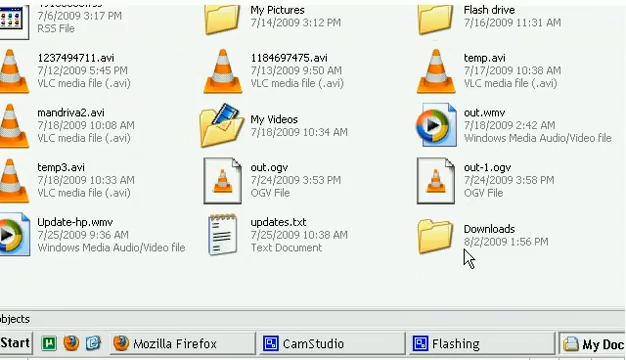 7/6/2009 3:13 PM
RSS File
My Pictures
7/14/2009 3:12 PM
Flash drive
7/16/2009 11:31 AM
1237494711.avi
7/12/2009 5:45 PM
VLC media file (.avi)
1184697475.avi
7/13/2009 9:50 AM
VLC media file (.avi)
temp.avi
7/17/2009 10:38 AM
VLC media file (.avi)
mandriva2.avi
7/18/2009 10:08 AM
VLC media file (.avi)
My Videos
7/18/2009 10:34 AM
out.wmv
7/18/2009 2:42 AM
Windows Media Audio/Video file
temp3.avi
7/18/2009 10:33 AM
VLC media file (.avi)
out.ogv
7/24/2009 3:53 PM
OGV File
out-1.ogv
7/24/2009 3:58 PM
OGV File
Update-hp.wmv
7/25/2009 9:36 AM
Windows Media Audio/Video file
updates.txt
7/25/2009 10:38 AM
Text Document
Downloads
8/2/2009 1:56 PM
objects
Start
Mozilla Firefox
CamStudio
Flashing
My Doc